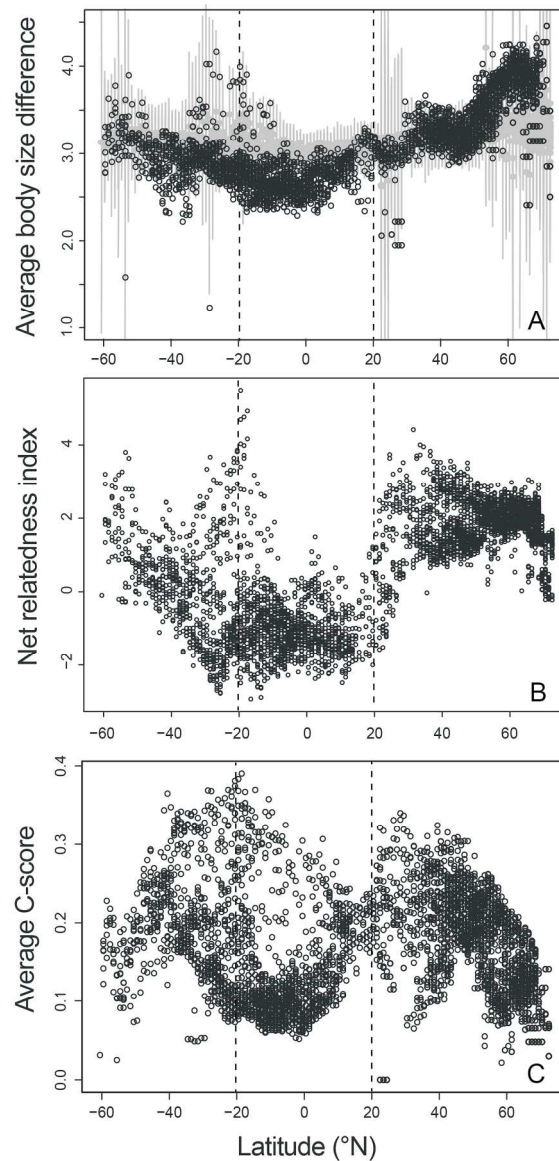 Average body size difference
4.0
3.0
2.0
1.0
A
−60 −40 −20 0 20 40 60
Net relatedness index
4
2
0
−2
B
−60 −40 −20 0 20 40 60
Average C-score
0.4
0.3
0.2
0.1
0.0
C
−60 −40 −20 0 20 40 60
Latitude (°N)